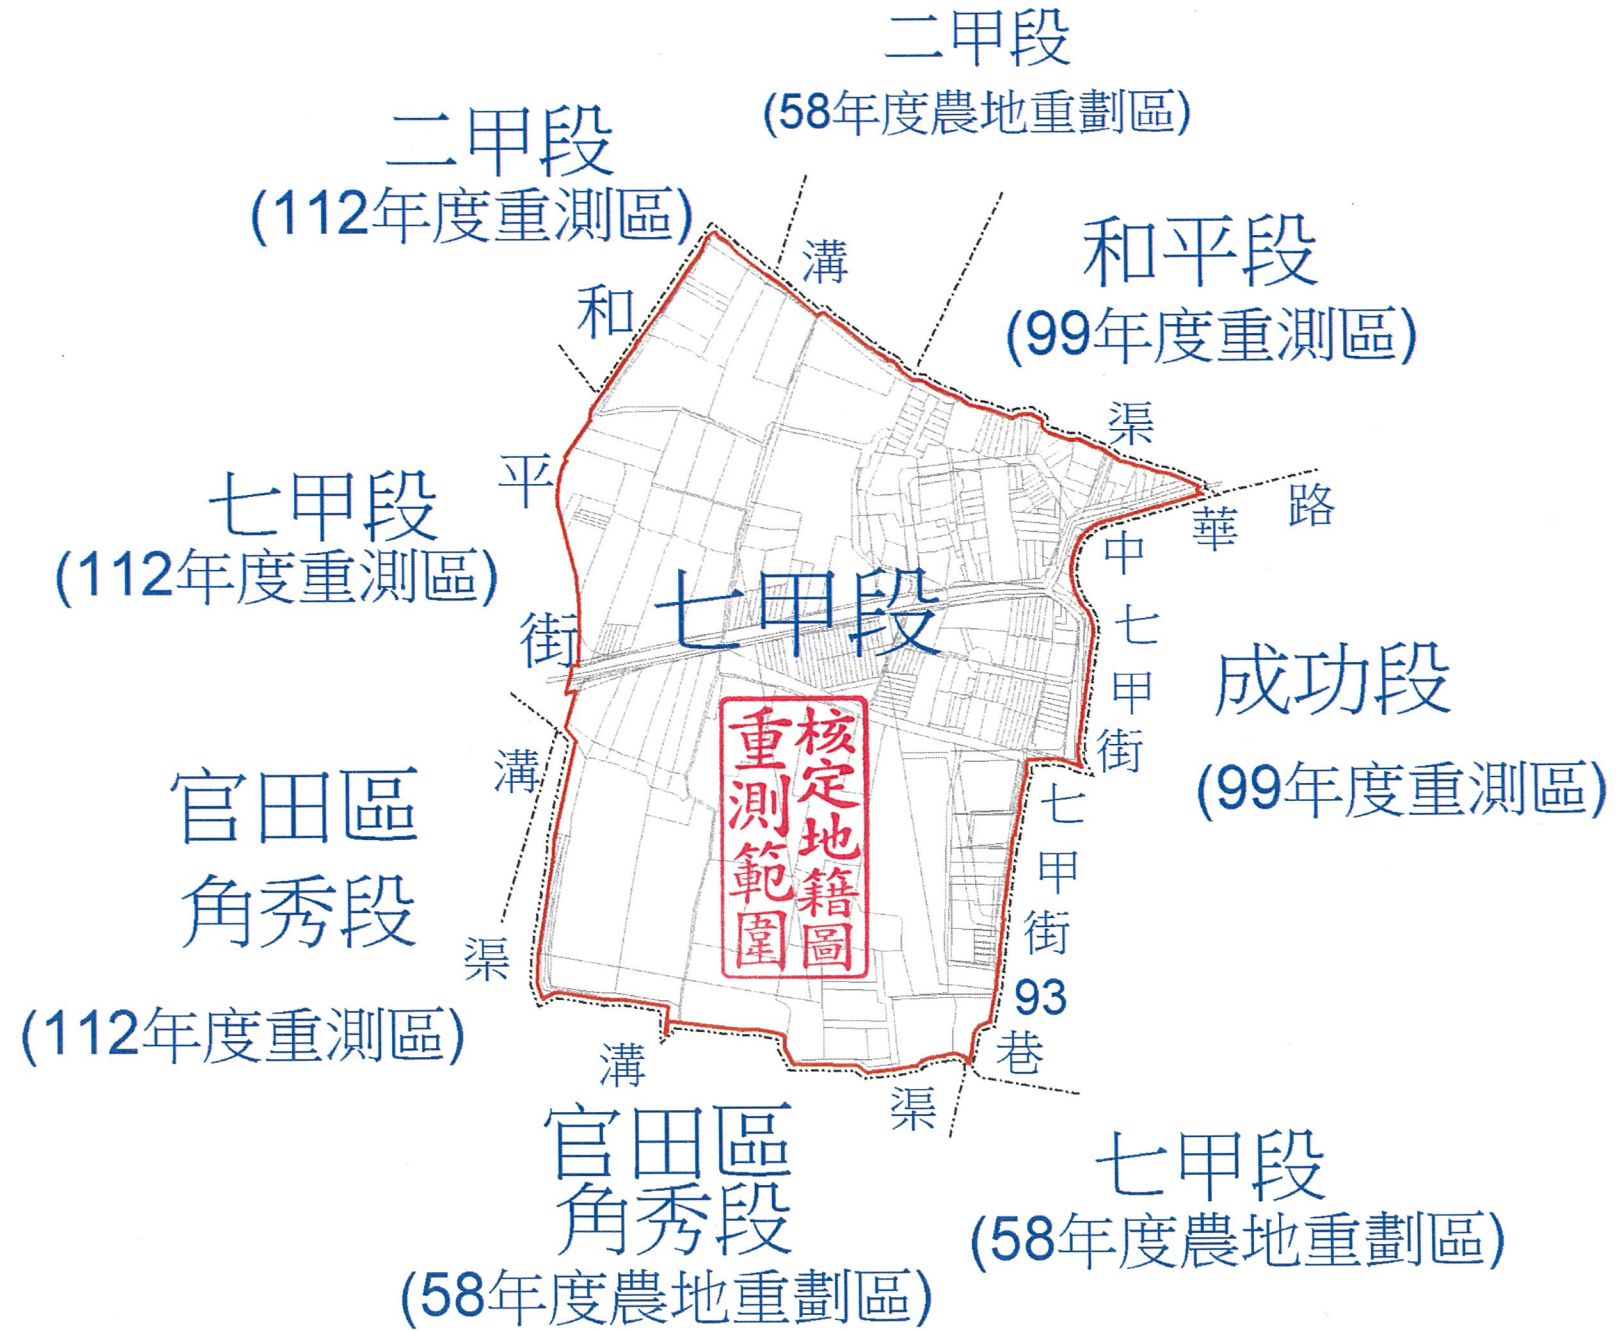 二甲段
(58年度農地重劃區)
二甲段
(112年度重測區)
和平段
(99年度重測區)
溝渠
和平街
七甲段
(112年度重測區)
七甲段
中華路
七甲街
成功段
(99年度重測區)
核定地籍圖
重測範圍
溝渠
官田區
角秀段
(112年度重測區)
七甲街93巷
溝渠
官田區
角秀段
(58年度農地重劃區)
七甲段
(58年度農地重劃區)